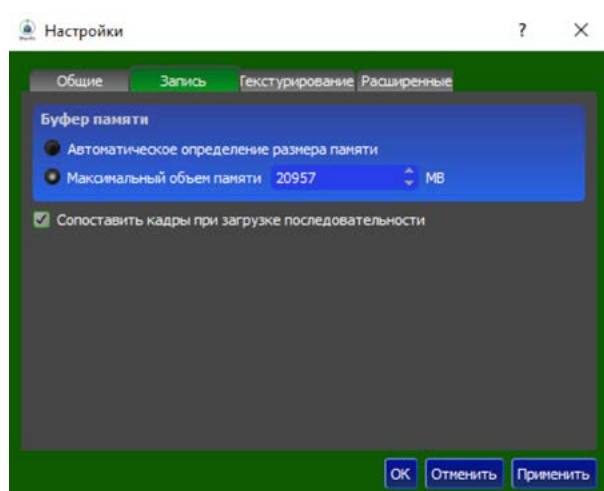 Настройки
Общие Запись Текстурирование Расширенные
Буфер памяти
Автоматическое определение размера памяти
Максимальный объем памяти 20957 MB
Сопоставить кадры при загрузке последовательности
OK Отменить Применить